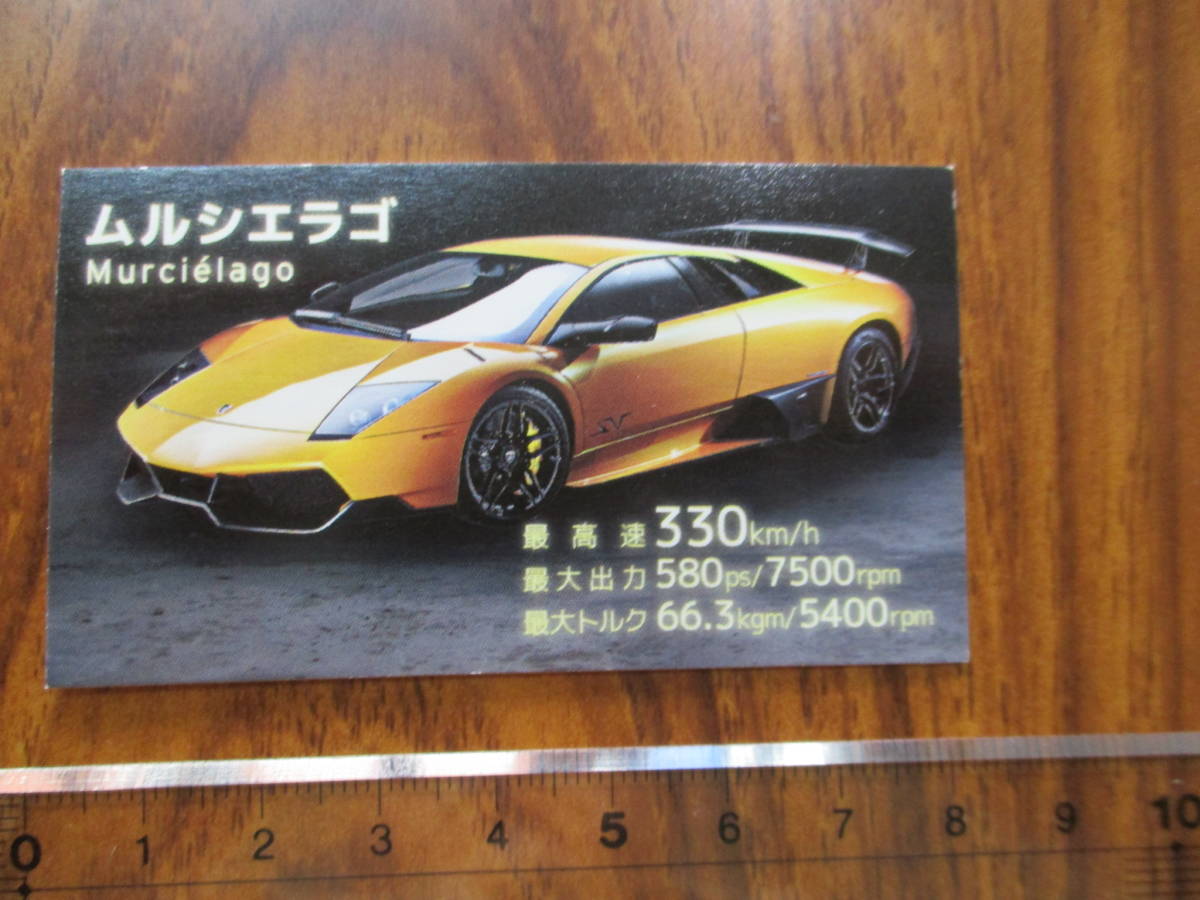 ムルシエラゴ
Murciélago
SV
最高速 330km/h
最大出力 580ps/7500rpm
最大トルク 66.3kgm/5400rpm
0 1 2 3 4 5 6 7 8 9 10